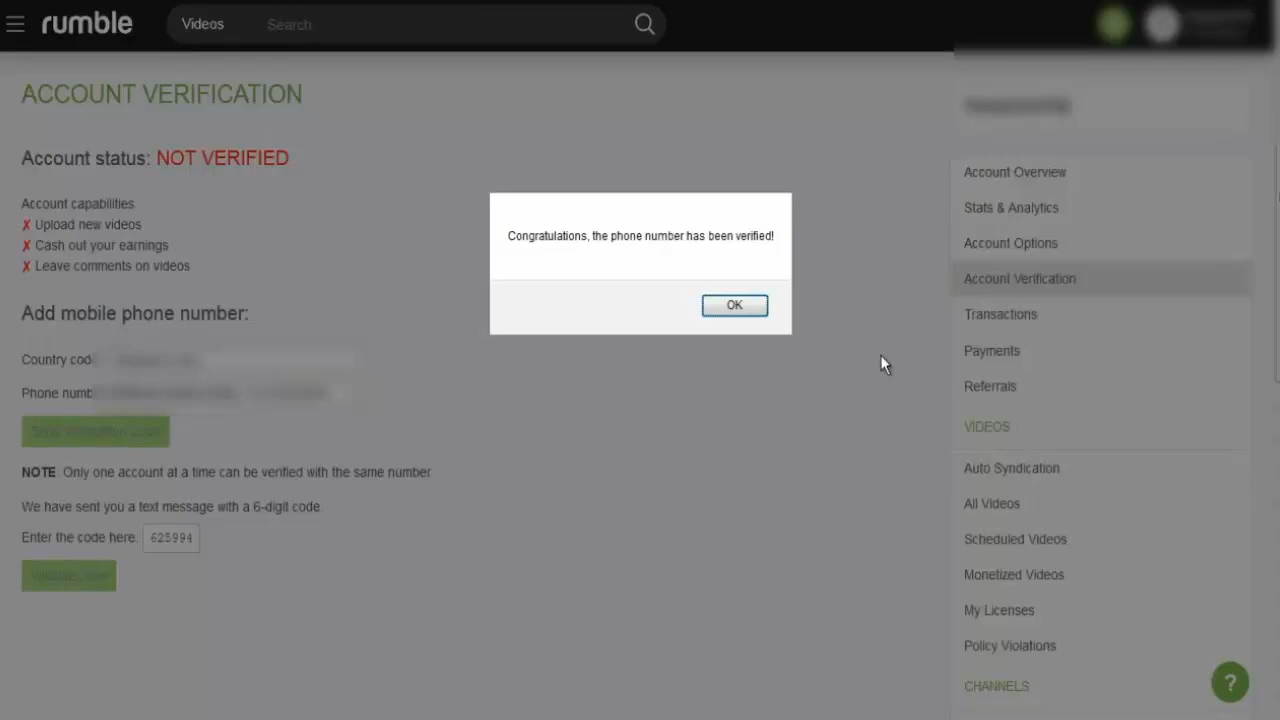 rumble
Videos
Search
ACCOUNT VERIFICATION
Account status: NOT VERIFIED
Account capabilities
✗ Upload new videos
✗ Cash out your earnings
✗ Leave comments on videos
Add mobile phone number:
Country
Phone
NOTE Only one account at a time can be verified with the same number
We have sent you a text message with a 6-digit code.
Enter the code here. 625994
Congratulations, the phone number has been verified!
OK
Account Overview
Stats & Analytics
Account Options
Account Verification
Transactions
Payments
Referrals
VIDEOS
Auto Syndication
All Videos
Scheduled Videos
Monetized Videos
My Licenses
Policy Violations
CHANNELS
?